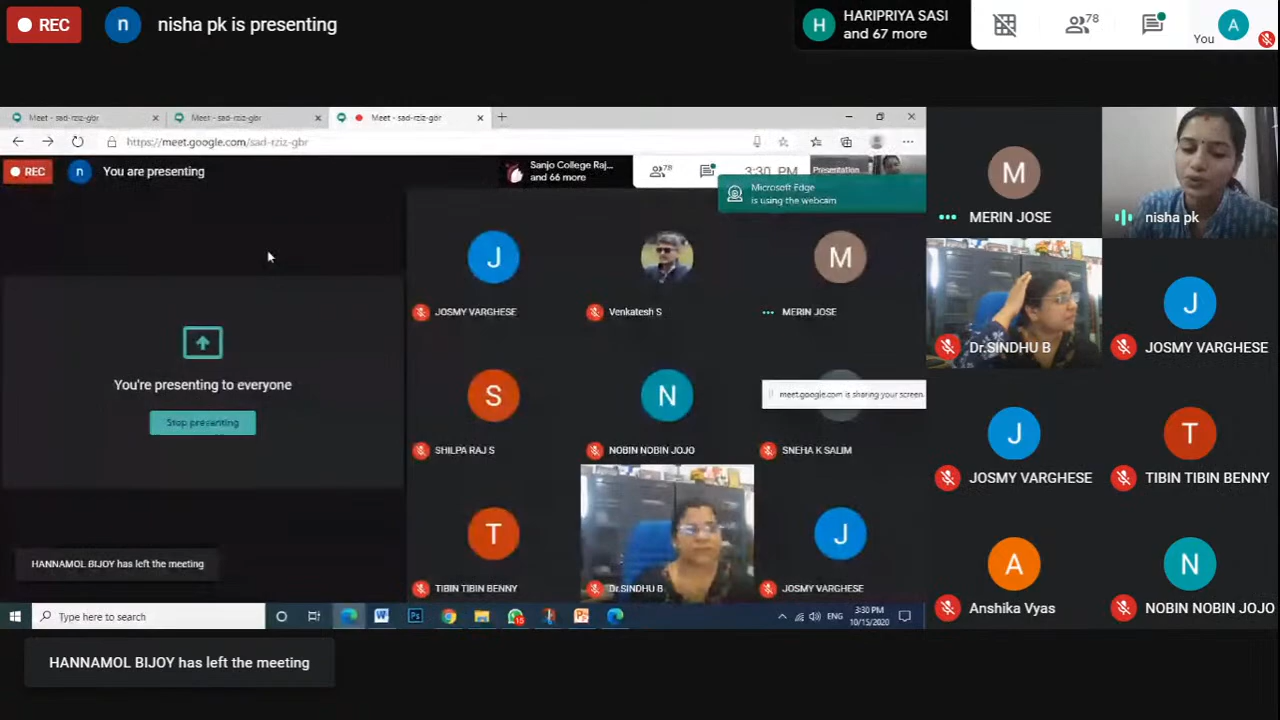 REC
n
nisha pk is presenting
H
HARIPRIYA SASI
and 67 more
78
You
A
Meet - sad-rziz-gbr
Meet - sad-rziz-gbr
Meet - sad-rziz-gbr
https://meet.google.com/sad-rziz-gbr
REC
n
You are presenting
Sanjo College Raj...
and 66 more
78
3:30 PM
Presentation
Microsoft Edge
is using the webcam
J
M
JOSMY VARGHESE
Venkatesh S
MERIN JOSE
You're presenting to everyone
Stop presenting
S
N
meet.google.com is sharing your screen.
SHILPA RAJ S
NOBIN NOBIN JOJO
SNEHA K SALIM
T
J
HANNAMOL BIJOY has left the meeting
TIBIN TIBIN BENNY
Dr.SINDHU B
JOSMY VARGHESE
Type here to search
W
Ps
15
ENG
3:30 PM
10/15/2020
M
MERIN JOSE
nisha pk
Dr.SINDHU B
J
JOSMY VARGHESE
J
JOSMY VARGHESE
T
TIBIN TIBIN BENNY
A
Anshika Vyas
N
NOBIN NOBIN JOJO
HANNAMOL BIJOY has left the meeting